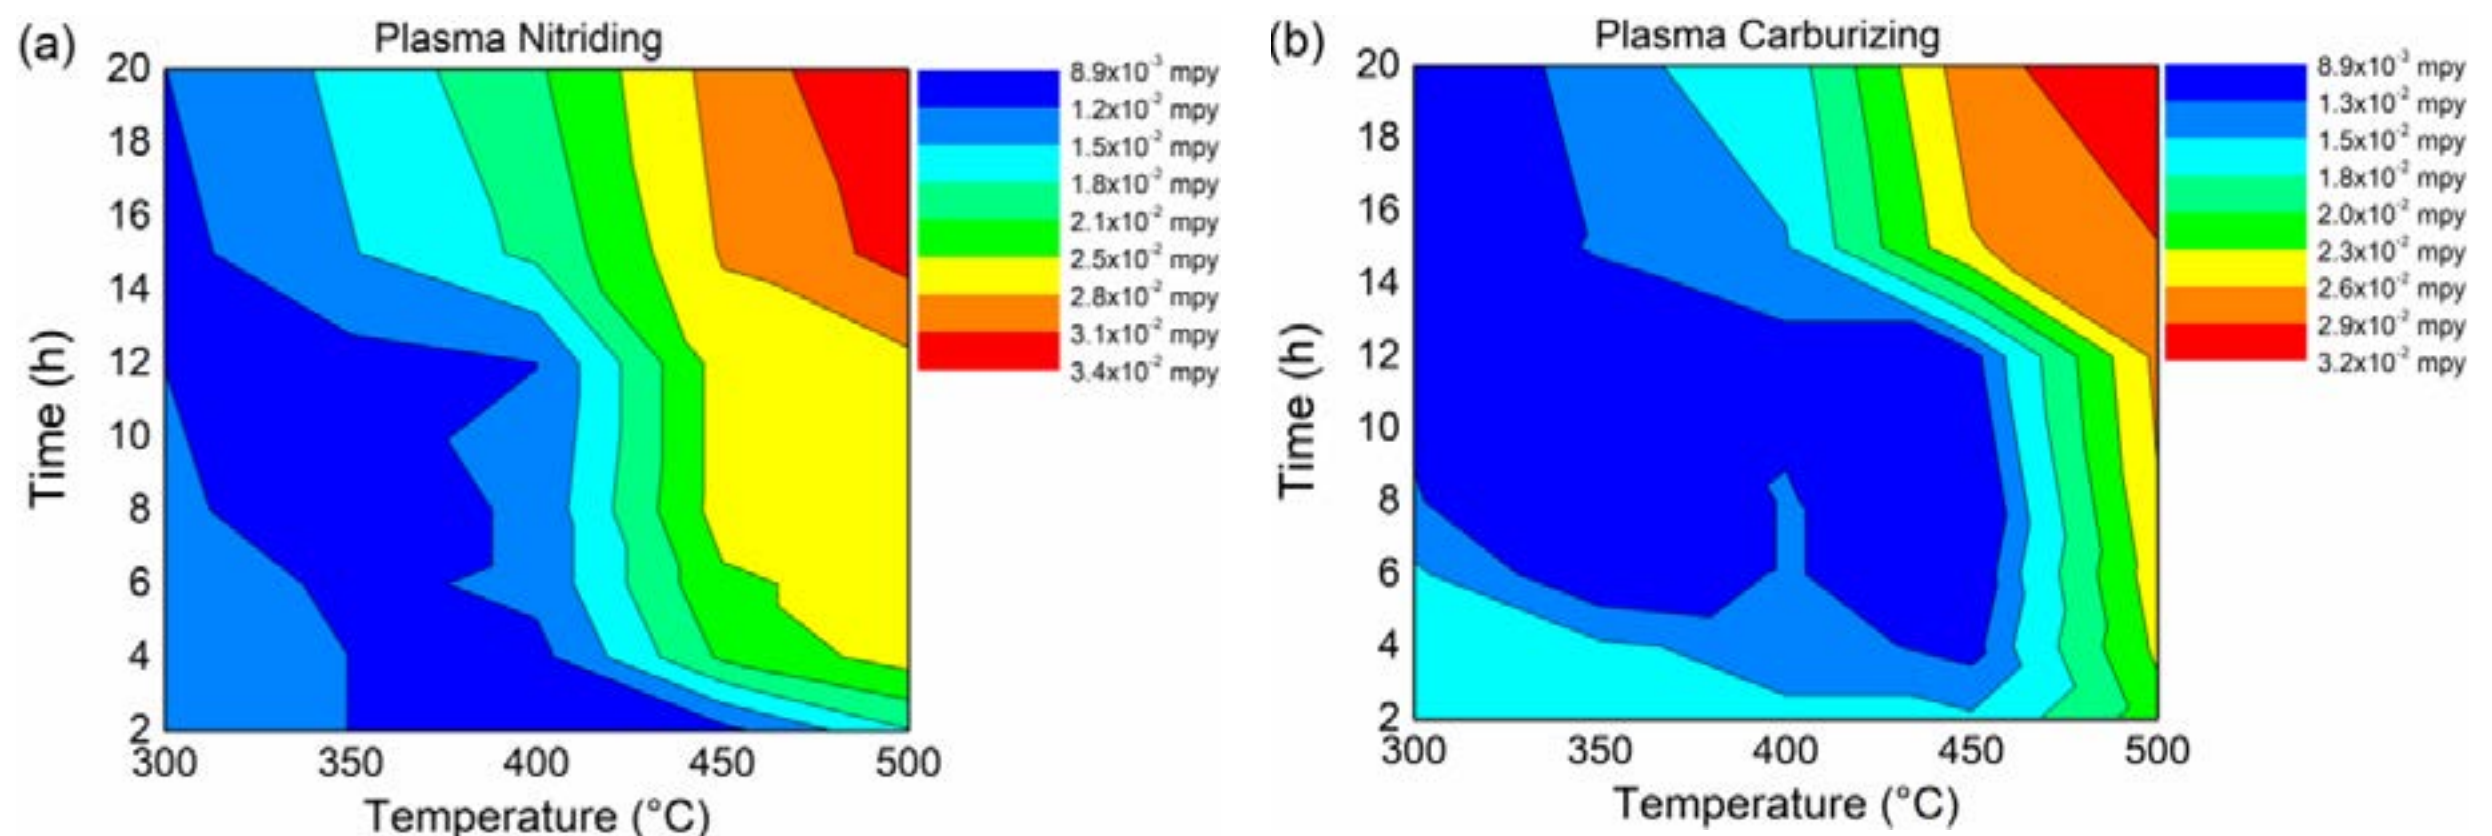 (a) Plasma Nitriding
20
18
16
14
12
10
8
6
4
2
Time (h)
300 350 400 450 500
Temperature (°C)
8.9x10⁻³ mpy
1.2x10⁻² mpy
1.5x10⁻² mpy
1.8x10⁻² mpy
2.1x10⁻² mpy
2.5x10⁻² mpy
2.8x10⁻² mpy
3.1x10⁻² mpy
3.4x10⁻² mpy
(b) Plasma Carburizing
20
18
16
14
12
10
8
6
4
2
Time (h)
300 350 400 450 500
Temperature (°C)
8.9x10⁻³ mpy
1.3x10⁻² mpy
1.5x10⁻² mpy
1.8x10⁻² mpy
2.0x10⁻² mpy
2.3x10⁻² mpy
2.6x10⁻² mpy
2.9x10⁻² mpy
3.2x10⁻² mpy